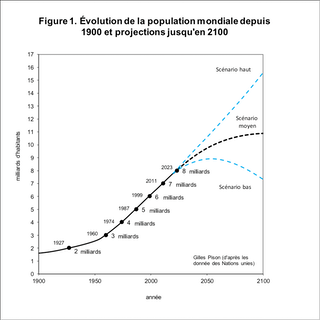 Figure 1. Évolution de la population mondiale depuis
1900 et projections jusqu'en 2100
milliards d'habitants
17
16
15
14
13
12
11
10
9
8
7
6
5
4
3
2
1
0
Scénario haut
Scénario
moyen
Scénario bas
2023
8 milliards
2011
7 milliards
1999
6 milliards
1987
5 milliards
1974
4 milliards
1960
3 milliards
1927
2 milliards
Gilles Pison (d'après les
donnée des Nations unies)
1900
1950
2000
2050
2100
année